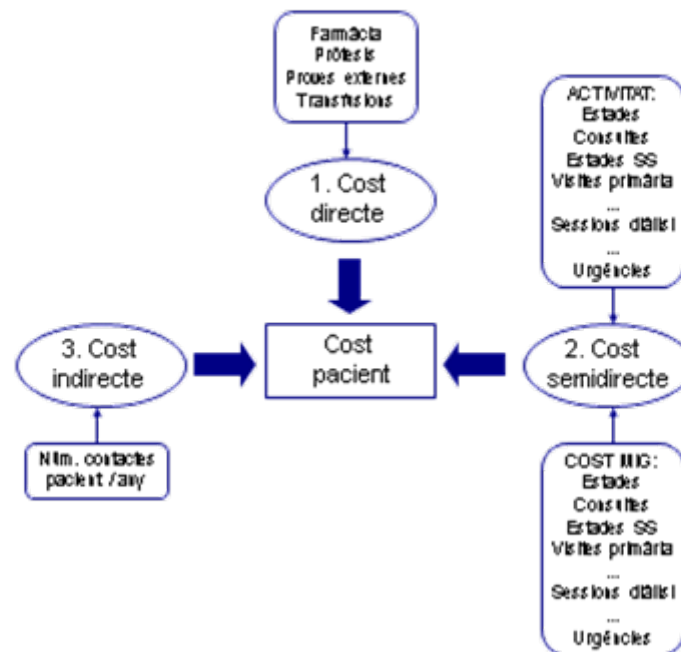 Farmàcia
Pròtesis
Proves externes
Transfusions
1. Cost
directe
ACTIVITAT:
Estades
Consultes
Estades SS
Visites primària
...
Sessions diàlisi
...
Urgències
3. Cost
indirecte
Cost
pacient
2. Cost
semidirecte
Núm. contactes
pacient /any
COST MIG:
Estades
Consultes
Estades SS
Visites primària
...
Sessions diàlisi
...
Urgències